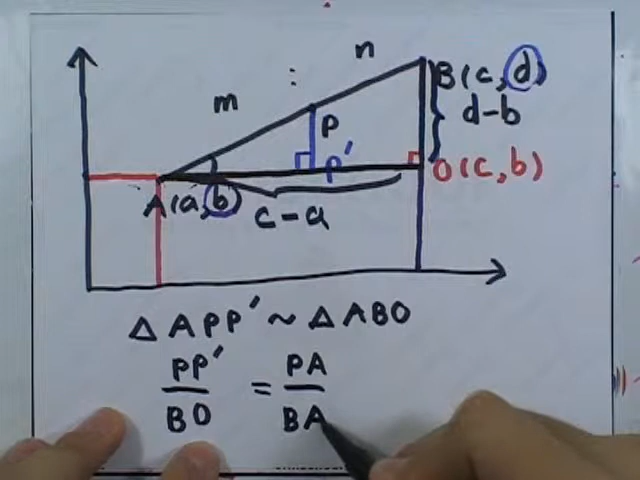 m : n
B(c,d)
d-b
P
P'
O(c,b)
A(a,b)
c-a
△APP' ~ △ABO
PP'/BO = PA/BA